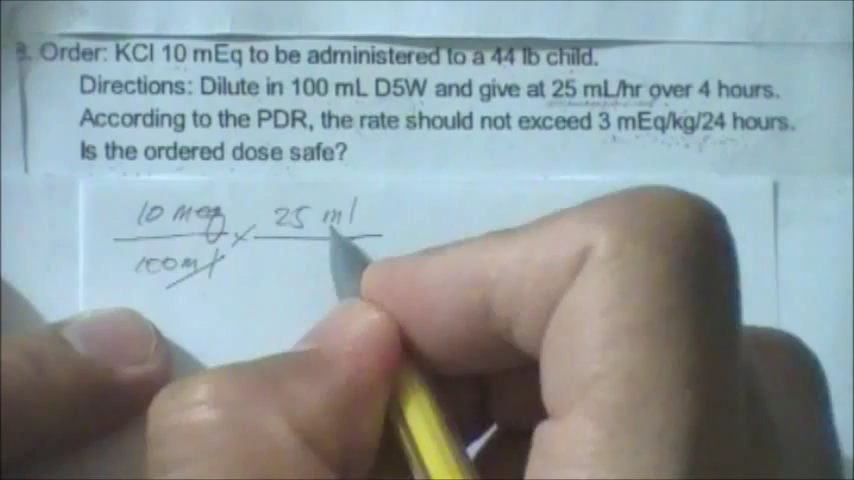 3. Order: KCl 10 mEq to be administered to a 44 lb child.
Directions: Dilute in 100 mL D5W and give at 25 mL/hr over 4 hours.
According to the PDR, the rate should not exceed 3 mEq/kg/24 hours.
Is the ordered dose safe?
10 meq × 25 ml
100ml